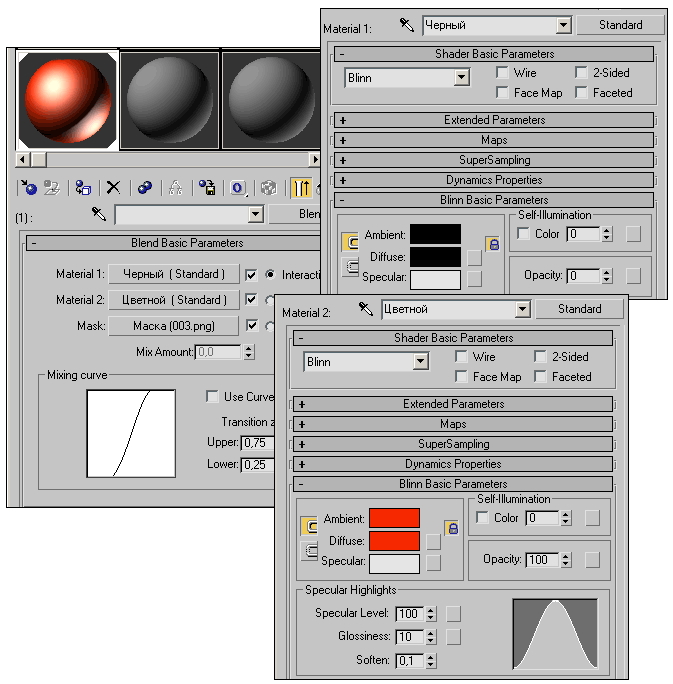 Material 1: Черный Standard
- Shader Basic Parameters
Blinn Wire 2-Sided
Face Map Faceted
+ Extended Parameters
+ Maps
+ SuperSampling
+ Dynamics Properties
- Blinn Basic Parameters
Self-Illumination
Ambient: Color 0
Diffuse:
Specular: Opacity: 0
(1) : Blen
- Blend Basic Parameters
Material 1: Черный ( Standard ) Interacti
Material 2: Цветной ( Standard )
Mask: Маска (003.png)
Mix Amount: 0,0
Mixing curve
Use Curve
Transition z
Upper: 0,75
Lower: 0,25
Material 2: Цветной Standard
- Shader Basic Parameters
Blinn Wire 2-Sided
Face Map Faceted
+ Extended Parameters
+ Maps
+ SuperSampling
+ Dynamics Properties
- Blinn Basic Parameters
Self-Illumination
Ambient: Color 0
Diffuse:
Specular: Opacity: 100
Specular Highlights
Specular Level: 100
Glossiness: 10
Soften: 0,1